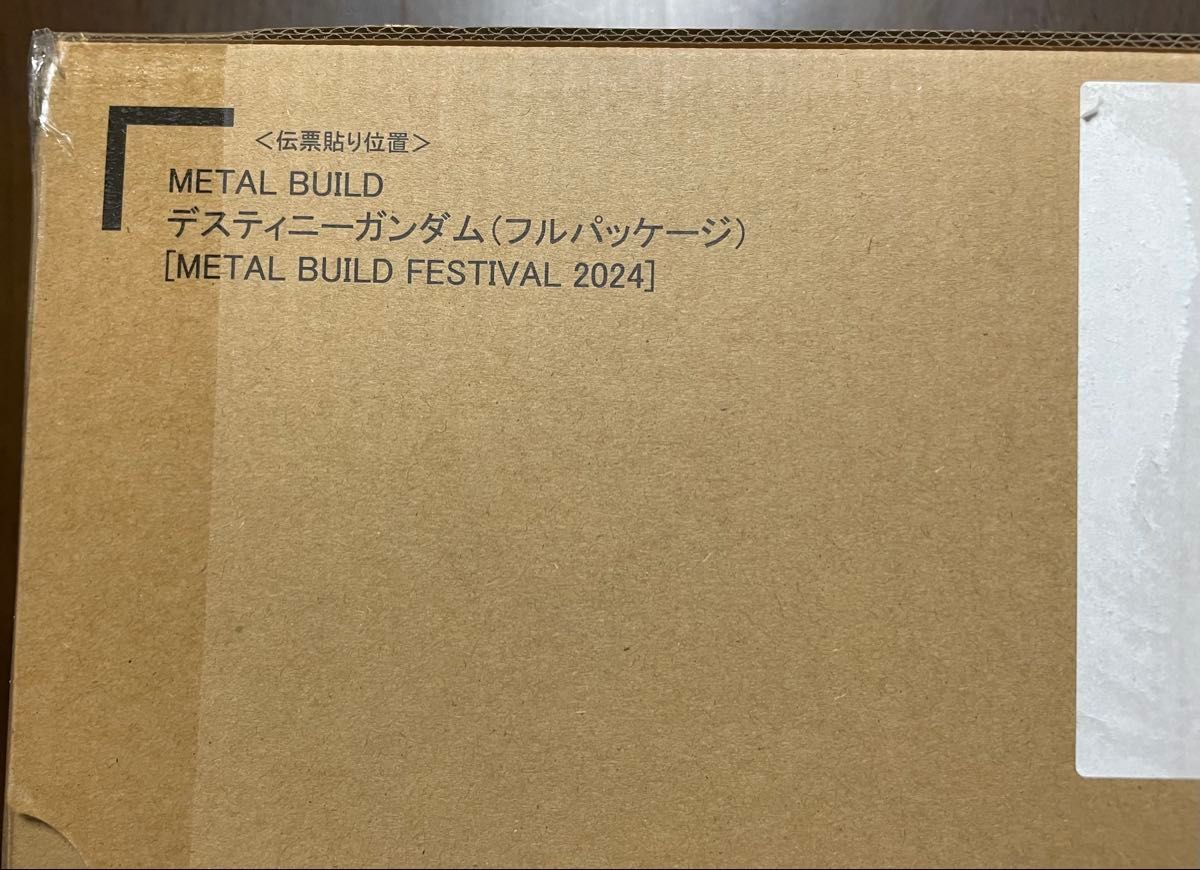 ＜伝票貼り位置＞
METAL BUILD
デスティニーガンダム（フルパッケージ）
[METAL BUILD FESTIVAL 2024]